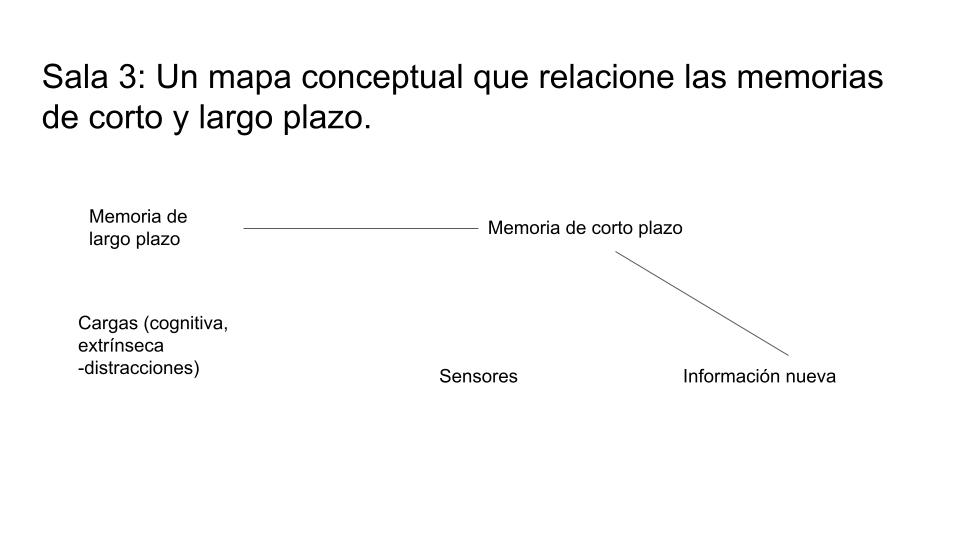 Sala 3: Un mapa conceptual que relacione las memorias
de corto y largo plazo.
Memoria de
largo plazo
Memoria de corto plazo
Cargas (cognitiva,
extrínseca
-distracciones)
Sensores
Información nueva